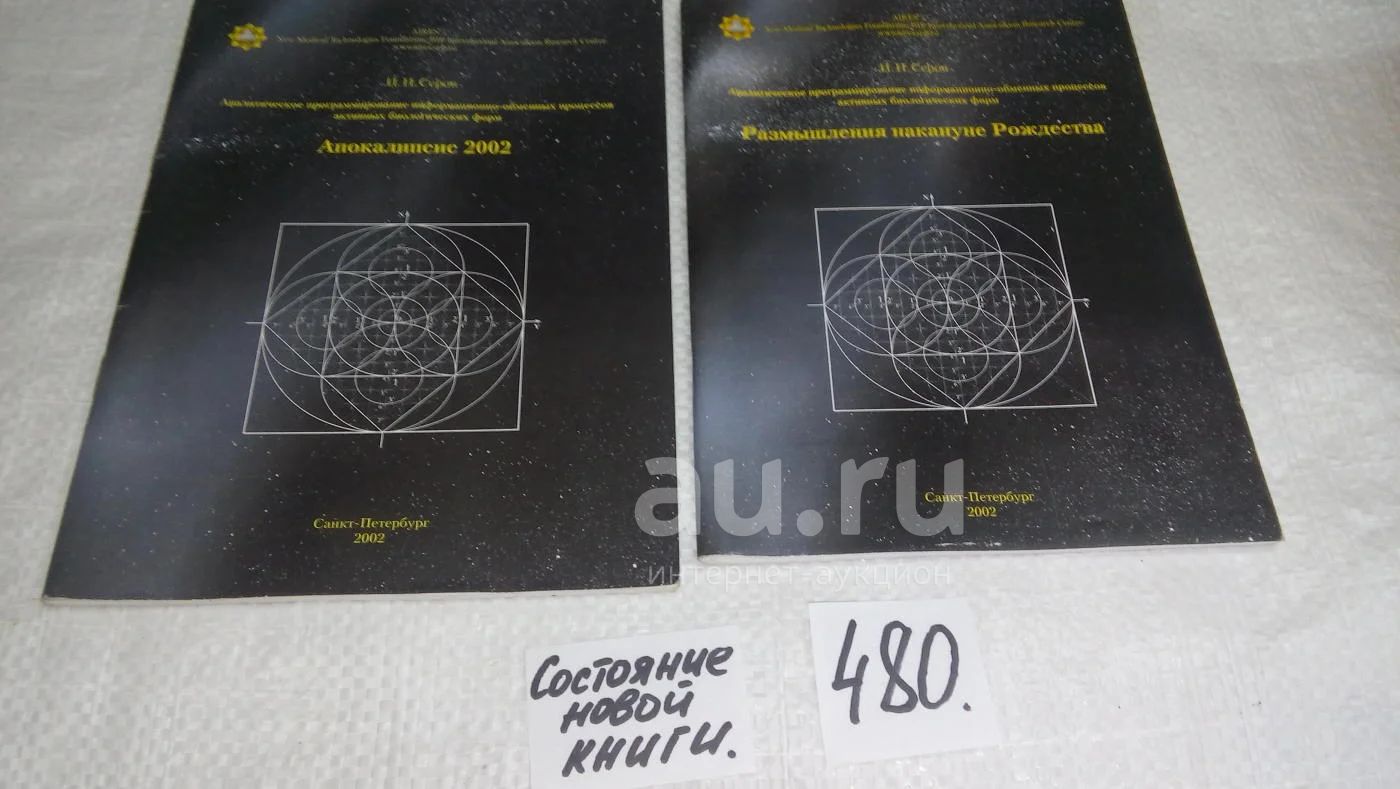 И.И. Серов
Аналитическое программирование информационно-обменных процессов
активных биологических форм
Апокалипсис 2002
Санкт-Петербург
2002
И.И. Серов
Аналитическое программирование информационно-обменных процессов
активных биологических форм
Размышления накануне Рождества
Санкт-Петербург
2002
au.ru
интернет-аукцион
Состояние
новой
книги.
480.